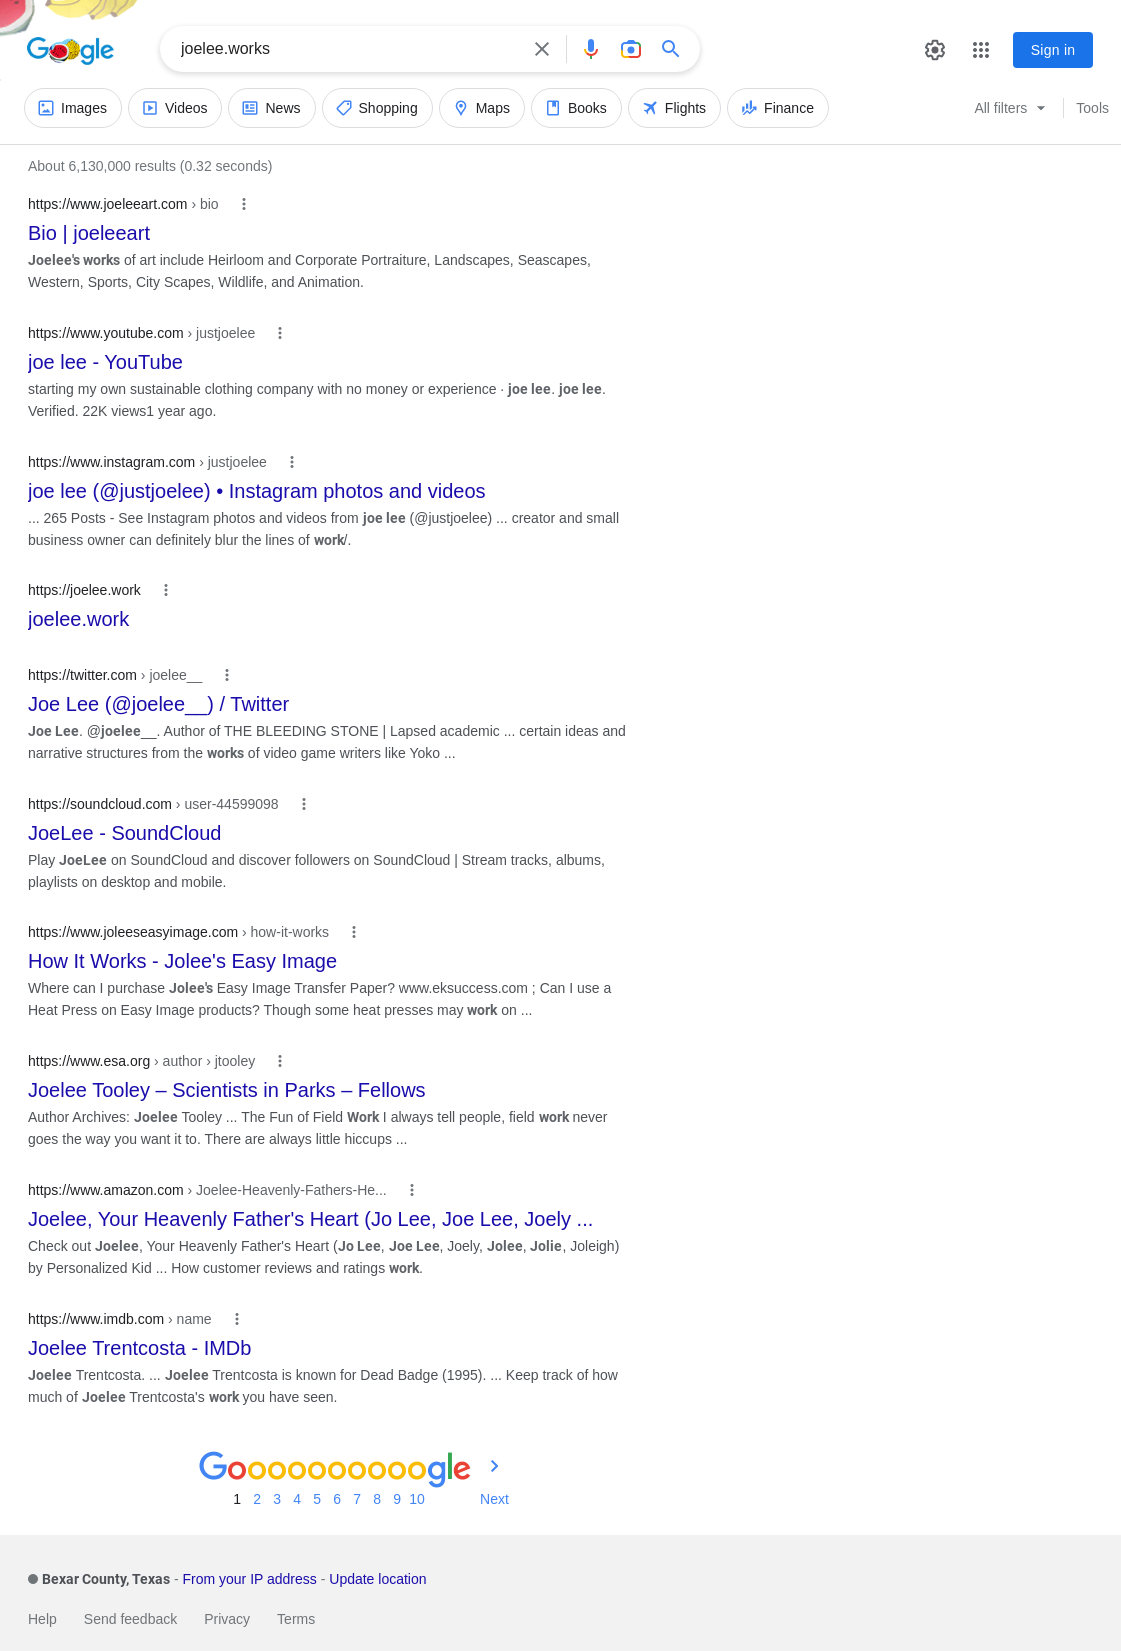 Google
joelee.works
Sign in
Images
Videos
News
Shopping
Maps
Books
Flights
Finance
All filters
Tools
About 6,130,000 results (0.32 seconds)
https://www.joeleeart.com › bio
Bio | joeleeart
Joelee's works of art include Heirloom and Corporate Portraiture, Landscapes, Seascapes,
Western, Sports, City Scapes, Wildlife, and Animation.
https://www.youtube.com › justjoelee
joe lee - YouTube
starting my own sustainable clothing company with no money or experience · joe lee. joe lee.
Verified. 22K views1 year ago.
https://www.instagram.com › justjoelee
joe lee (@justjoelee) • Instagram photos and videos
... 265 Posts - See Instagram photos and videos from joe lee (@justjoelee) ... creator and small
business owner can definitely blur the lines of work/.
https://joelee.work
joelee.work
https://twitter.com › joelee__
Joe Lee (@joelee__) / Twitter
Joe Lee. @joelee__. Author of THE BLEEDING STONE | Lapsed academic ... certain ideas and
narrative structures from the works of video game writers like Yoko ...
https://soundcloud.com › user-44599098
JoeLee - SoundCloud
Play JoeLee on SoundCloud and discover followers on SoundCloud | Stream tracks, albums,
playlists on desktop and mobile.
https://www.joleeseasyimage.com › how-it-works
How It Works - Jolee's Easy Image
Where can I purchase Jolee's Easy Image Transfer Paper? www.eksuccess.com ; Can I use a
Heat Press on Easy Image products? Though some heat presses may work on ...
https://www.esa.org › author › jtooley
Joelee Tooley – Scientists in Parks – Fellows
Author Archives: Joelee Tooley ... The Fun of Field Work I always tell people, field work never
goes the way you want it to. There are always little hiccups ...
https://www.amazon.com › Joelee-Heavenly-Fathers-He...
Joelee, Your Heavenly Father's Heart (Jo Lee, Joe Lee, Joely ...
Check out Joelee, Your Heavenly Father's Heart (Jo Lee, Joe Lee, Joely, Jolee, Jolie, Joleigh)
by Personalized Kid ... How customer reviews and ratings work.
https://www.imdb.com › name
Joelee Trentcosta - IMDb
Joelee Trentcosta. ... Joelee Trentcosta is known for Dead Badge (1995). ... Keep track of how
much of Joelee Trentcosta's work you have seen.
Goooooooooogle
1 2 3 4 5 6 7 8 9 10 Next
Bexar County, Texas - From your IP address - Update location
Help Send feedback Privacy Terms